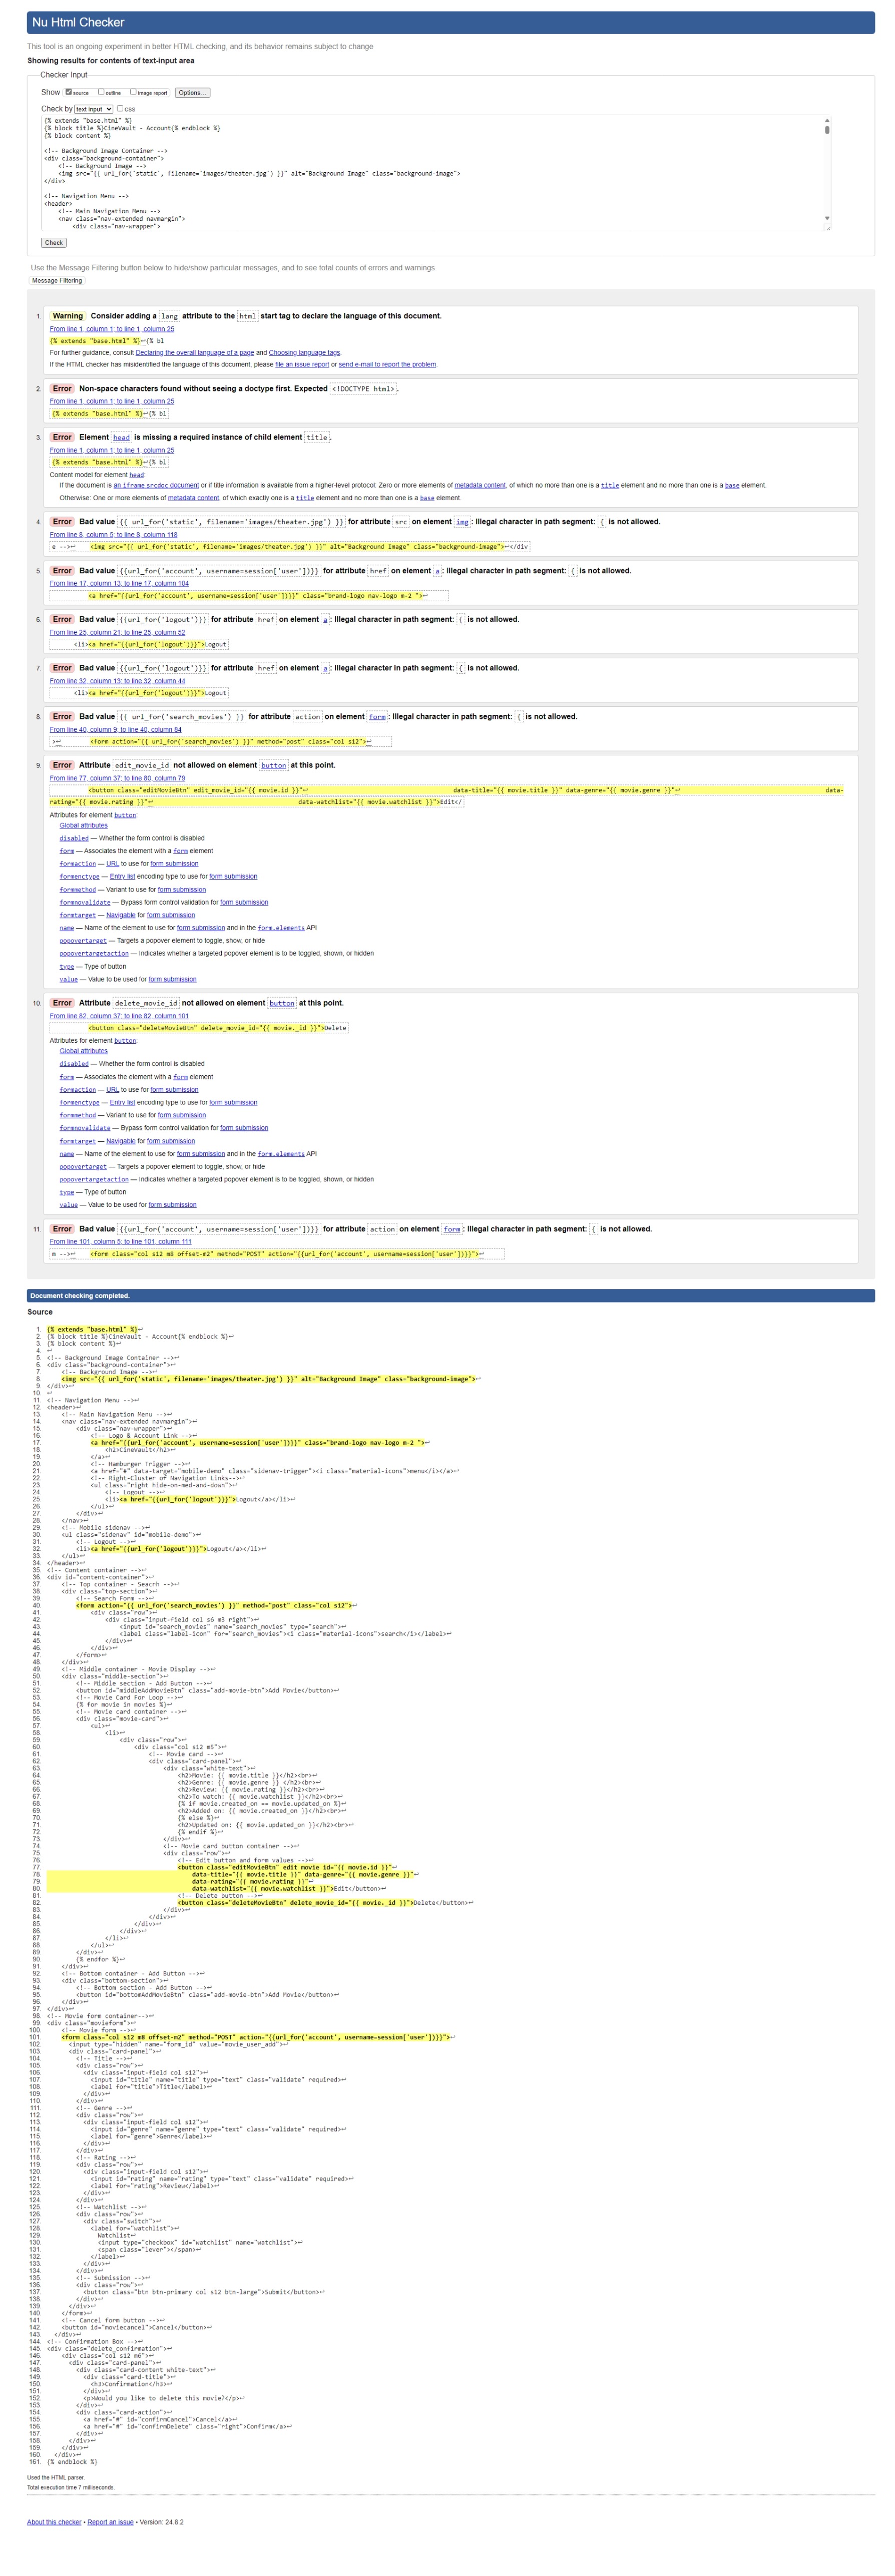 Nu Html Checker
This tool is an ongoing experiment in better HTML checking, and its behavior remains subject to change
Showing results for contents of text-input area
Checker Input
Show source outline image report Options...
Check by text input css
{% extends "base.html" %}
{% block title %}CineVault - Account{% endblock %}
{% block content %}
<!-- Background Image Container -->
<div class="background-container">
<!-- Background Image -->
<img src="{{ url_for('static', filename='images/theater.jpg') }}" alt="Background Image" class="background-image">
</div>
<!-- Navigation Menu -->
<header>
<!-- Main Navigation Menu -->
<nav class="nav-extended navmargin">
<div class="nav-wrapper">
Check
Use the Message Filtering button below to hide/show particular messages, and to see total counts of errors and warnings.
Message Filtering
1. Warning Consider adding a lang attribute to the html start tag to declare the language of this document.
From line 1, column 1; to line 1, column 25
{% extends "base.html" %}↩{% bl
For further guidance, consult Declaring the overall language of a page and Choosing language tags.
If the HTML checker has misidentified the language of this document, please file an issue report or send e-mail to report the problem.
2. Error Non-space characters found without seeing a doctype first. Expected <!DOCTYPE html>.
From line 1, column 1; to line 1, column 25
{% extends "base.html" %}↩{% bl
3. Error Element head is missing a required instance of child element title.
From line 1, column 1; to line 1, column 25
{% extends "base.html" %}↩{% bl
Content model for element head:
If the document is an iframe srcdoc document or if title information is available from a higher-level protocol: Zero or more elements of metadata content, of which no more than one is a title element and no more than one is a base element.
Otherwise: One or more elements of metadata content, of which exactly one is a title element and no more than one is a base element.
4. Error Bad value {{ url_for('static', filename='images/theater.jpg') }} for attribute src on element img: Illegal character in path segment: { is not allowed.
From line 8, column 5; to line 8, column 118
e -->↩ <img src="{{ url_for('static', filename='images/theater.jpg') }}" alt="Background Image" class="background-image">↩</div
5. Error Bad value {{url_for('account', username=session['user'])}}} for attribute href on element a: Illegal character in path segment: { is not allowed.
From line 17, column 13; to line 17, column 104
<a href="{{url_for('account', username=session['user'])}}}" class="brand-logo nav-logo m-2 ">↩
6. Error Bad value {{url_for('logout')}}} for attribute href on element a: Illegal character in path segment: { is not allowed.
From line 25, column 21; to line 25, column 52
<li><a href="{{url_for('logout')}}}">Logout
7. Error Bad value {{url_for('logout')}}} for attribute href on element a: Illegal character in path segment: { is not allowed.
From line 32, column 13; to line 32, column 44
<li><a href="{{url_for('logout')}}}">Logout
8. Error Bad value {{ url_for('search_movies') }} for attribute action on element form: Illegal character in path segment: { is not allowed.
From line 40, column 9; to line 40, column 84
>↩ <form action="{{ url_for('search_movies') }}" method="post" class="col s12">↩
9. Error Attribute edit_movie_id not allowed on element button at this point.
From line 77, column 37; to line 80, column 79
<button class="editMovieBtn" edit_movie_id="{{ movie.id }}"↩ data-title="{{ movie.title }}" data-genre="{{ movie.genre }}"↩ data-
rating="{{ movie.rating }}"↩ data-watchlist="{{ movie.watchlist }}">Edit</
Attributes for element button:
Global attributes
disabled — Whether the form control is disabled
form — Associates the element with a form element
formaction — URL to use for form submission
formenctype — Entry list encoding type to use for form submission
formmethod — Variant to use for form submission
formnovalidate — Bypass form control validation for form submission
formtarget — Navigable for form submission
name — Name of the element to use for form submission and in the form.elements API
popovertarget — Targets a popover element to toggle, show, or hide
popovertargetaction — Indicates whether a targeted popover element is to be toggled, shown, or hidden
type — Type of button
value — Value to be used for form submission
10. Error Attribute delete_movie_id not allowed on element button at this point.
From line 82, column 37; to line 82, column 101
<button class="deleteMovieBtn" delete_movie_id="{{ movie._id }}">Delete
Attributes for element button:
Global attributes
disabled — Whether the form control is disabled
form — Associates the element with a form element
formaction — URL to use for form submission
formenctype — Entry list encoding type to use for form submission
formmethod — Variant to use for form submission
formnovalidate — Bypass form control validation for form submission
formtarget — Navigable for form submission
name — Name of the element to use for form submission and in the form.elements API
popovertarget — Targets a popover element to toggle, show, or hide
popovertargetaction — Indicates whether a targeted popover element is to be toggled, shown, or hidden
type — Type of button
value — Value to be used for form submission
11. Error Bad value {{url_for('account', username=session['user'])}}} for attribute action on element form: Illegal character in path segment: { is not allowed.
From line 101, column 5; to line 101, column 111
m -->↩ <form class="col s12 m8 offset-m2" method="POST" action="{{url_for('account', username=session['user'])}}}">↩
Document checking completed.
Source
1. {% extends "base.html" %}↩
2. {% block title %}CineVault - Account{% endblock %}↩
3. {% block content %}↩
4. ↩
5. <!-- Background Image Container -->↩
6. <div class="background-container">↩
7. <!-- Background Image -->↩
8. <img src="{{ url_for('static', filename='images/theater.jpg') }}" alt="Background Image" class="background-image">↩
9. </div>↩
10. ↩
11. <!-- Navigation Menu -->↩
12. <header>↩
13. <!-- Main Navigation Menu -->↩
14. <nav class="nav-extended navmargin">↩
15. <div class="nav-wrapper">↩
16. <!-- Logo & Account Link -->↩
17. <a href="{{url_for('account', username=session['user'])}}}" class="brand-logo nav-logo m-2 ">↩
18. <h2>CineVault</h2>↩
19. </a>↩
20. <!-- Hamburger Trigger -->↩
21. <a href="#" data-target="mobile-demo" class="sidenav-trigger"><i class="material-icons">menu</i></a>↩
22. <!-- Right-Cluster of Navigation Links-->↩
23. <ul class="right hide-on-med-and-down">↩
24. <!-- Logout -->↩
25. <li><a href="{{url_for('logout')}}}">Logout</a></li>↩
26. </ul>↩
27. </div>↩
28. </nav>↩
29. <!-- Mobile sidenav -->↩
30. <ul class="sidenav" id="mobile-demo">↩
31. <!-- Logout -->↩
32. <li><a href="{{url_for('logout')}}}">Logout</a></li>↩
33. </ul>↩
34. </header>↩
35. <!-- Content container -->↩
36. <div id="content-container">↩
37. <!-- Top container - Seacrh -->↩
38. <div class="top-section">↩
39. <!-- Search Form -->↩
40. <form action="{{ url_for('search_movies') }}" method="post" class="col s12">↩
41. <div class="row">↩
42. <div class="input-field col s6 m3 right">↩
43. <input id="search_movies" name="search_movies" type="search">↩
44. <label class="label-icon" for="search_movies"><i class="material-icons">search</i></label>↩
45. </div>↩
46. </div>↩
47. </form>↩
48. </div>↩
49. <!-- Middle container - Movie Display -->↩
50. <div class="middle-section">↩
51. <!-- Middle section - Add Button -->↩
52. <button id="middleAddMovieBtn" class="add-movie-btn">Add Movie</button>↩
53. <!-- Movie Card For Loop -->↩
54. {% for movie in movies %}↩
55. <!-- Movie card container -->↩
56. <div class="movie-card">↩
57. <ul>↩
58. <li>↩
59. <div class="row">↩
60. <div class="col s12 m5">↩
61. <!-- Movie card -->↩
62. <div class="card-panel">↩
63. <div class="white-text">↩
64. <h2>Movie: {{ movie.title }}</h2><br>↩
65. <h2>Genre: {{ movie.genre }} </h2><br>↩
66. <h2>Review: {{ movie.rating }}</h2><br>↩
67. <h2>To watch: {{ movie.watchlist }}</h2><br>↩
68. {% if movie.created_on == movie.updated_on %}↩
69. <h2>Added on: {{ movie.created_on }}</h2><br>↩
70. {% else %}↩
71. <h2>Updated on: {{ movie.updated_on }}</h2><br>↩
72. {% endif %}↩
73. </div>↩
74. <!-- Movie card button container -->↩
75. <div class="row">↩
76. <!-- Edit button and form values -->↩
77. <button class="editMovieBtn" edit_movie_id="{{ movie.id }}"↩
78. data-title="{{ movie.title }}" data-genre="{{ movie.genre }}"↩
79. data-rating="{{ movie.rating }}"↩
80. data-watchlist="{{ movie.watchlist }}">Edit</button>↩
81. <!-- Delete button -->↩
82. <button class="deleteMovieBtn" delete_movie_id="{{ movie._id }}">Delete</button>↩
83. </div>↩
84. </div>↩
85. </div>↩
86. </div>↩
87. </li>↩
88. </ul>↩
89. </div>↩
90. {% endfor %}↩
91. </div>↩
92. <!-- Bottom container - Add Button -->↩
93. <div class="bottom-section">↩
94. <!-- Bottom section - Add Button -->↩
95. <button id="bottomAddMovieBtn" class="add-movie-btn">Add Movie</button>↩
96. </div>↩
97. </div>↩
98. <!-- Movie form container-->↩
99. <div class="movieform">↩
100. <!-- Movie form -->↩
101. <form class="col s12 m8 offset-m2" method="POST" action="{{url_for('account', username=session['user'])}}}">↩
102. <input type="hidden" name="form_id" value="movie_user_add">↩
103. <div class="card-panel">↩
104. <!-- Title -->↩
105. <div class="row">↩
106. <div class="input-field col s12">↩
107. <input id="title" name="title" type="text" class="validate" required>↩
108. <label for="title">Title</label>↩
109. </div>↩
110. </div>↩
111. <!-- Genre -->↩
112. <div class="row">↩
113. <div class="input-field col s12">↩
114. <input id="genre" name="genre" type="text" class="validate" required>↩
115. <label for="genre">Genre</label>↩
116. </div>↩
117. </div>↩
118. <!-- Rating -->↩
119. <div class="row">↩
120. <div class="input-field col s12">↩
121. <input id="rating" name="rating" type="text" class="validate" required>↩
122. <label for="rating">Review</label>↩
123. </div>↩
124. </div>↩
125. <!-- Watchlist -->↩
126. <div class="row">↩
127. <div class="switch">↩
128. <label for="watchlist">↩
129. Watchlist↩
130. <input type="checkbox" id="watchlist" name="watchlist">↩
131. <span class="lever"></span>↩
132. </label>↩
133. </div>↩
134. </div>↩
135. <!-- Submission -->↩
136. <div class="row">↩
137. <button class="btn btn-primary col s12 btn-large">Submit</button>↩
138. </div>↩
139. </div>↩
140. </form>↩
141. <!-- Cancel form button -->↩
142. <button id="moviecancel">Cancel</button>↩
143. </div>↩
144. <!-- Confirmation Box -->↩
145. <div class="delete_confirmation">↩
146. <div class="col s12 m6">↩
147. <div class="card-panel">↩
148. <div class="card-content white-text">↩
149. <div class="card-title">↩
150. <h3>Confirmation</h3>↩
151. </div>↩
152. <p>Would you like to delete this movie?</p>↩
153. </div>↩
154. <div class="card-action">↩
155. <a href="#" id="confirmCancel">Cancel</a>↩
156. <a href="#" id="confirmDelete" class="right">Confirm</a>↩
157. </div>↩
158. </div>↩
159. </div>↩
160. </div>↩
161. {% endblock %}
Used the HTML parser.
Total execution time 7 milliseconds.
About this checker • Report an issue • Version: 24.8.2